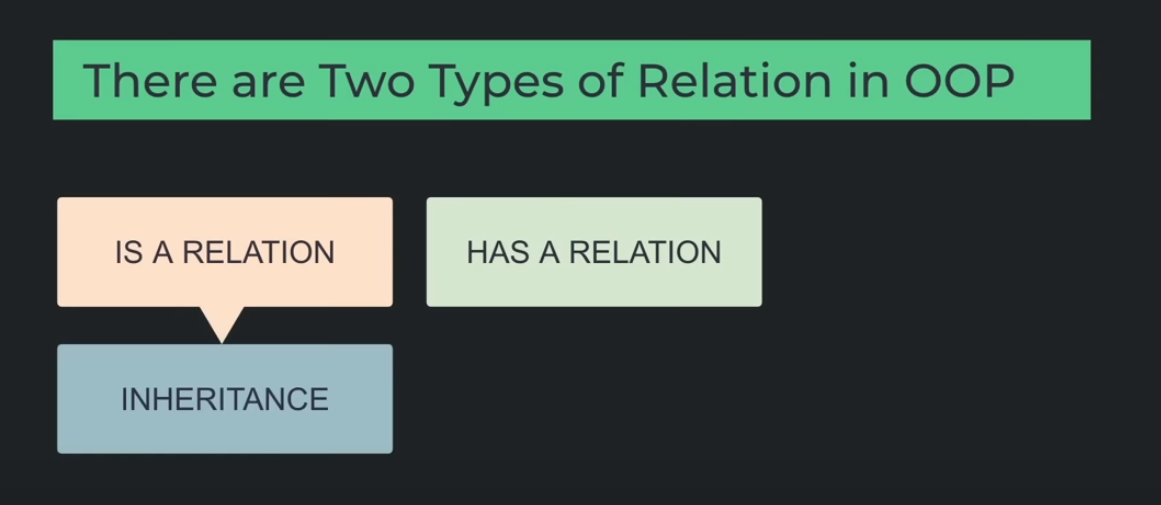 There are Two Types of Relation in OOP
IS A RELATION
HAS A RELATION
INHERITANCE